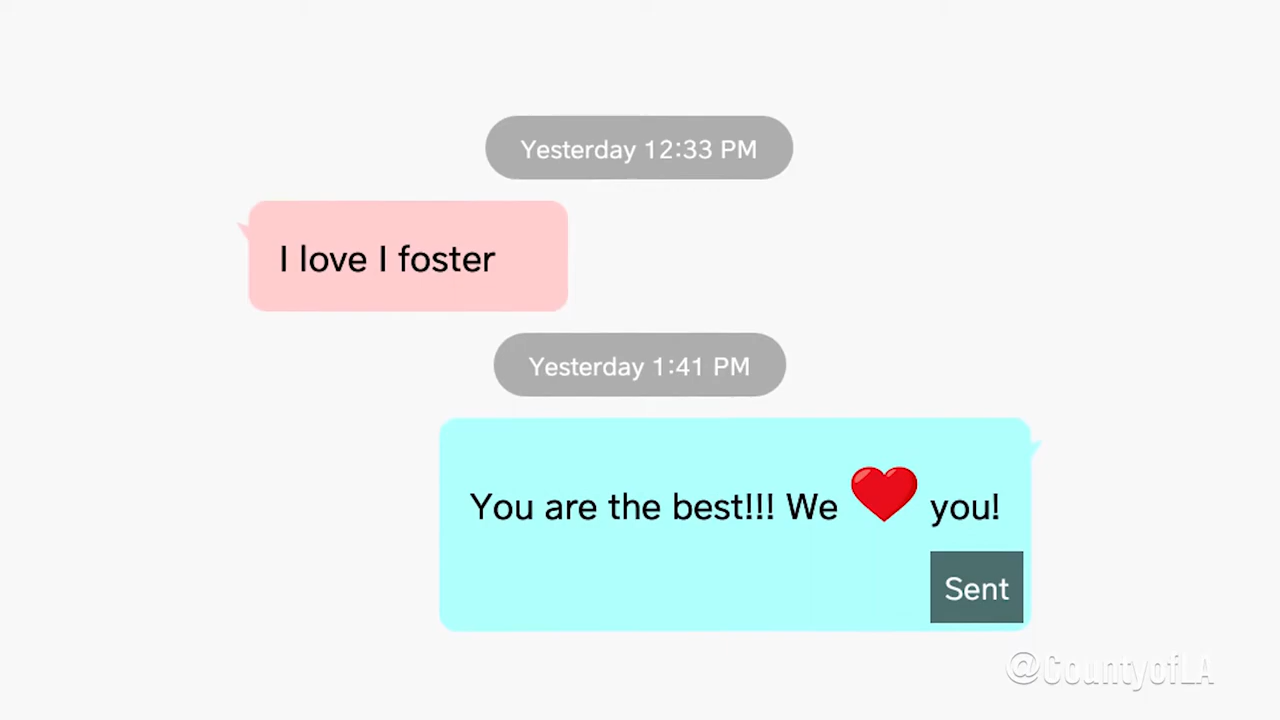 Yesterday 12:33 PM
I love I foster
Yesterday 1:41 PM
You are the best!!! We ❤️ you!
Sent
@CountyofLA